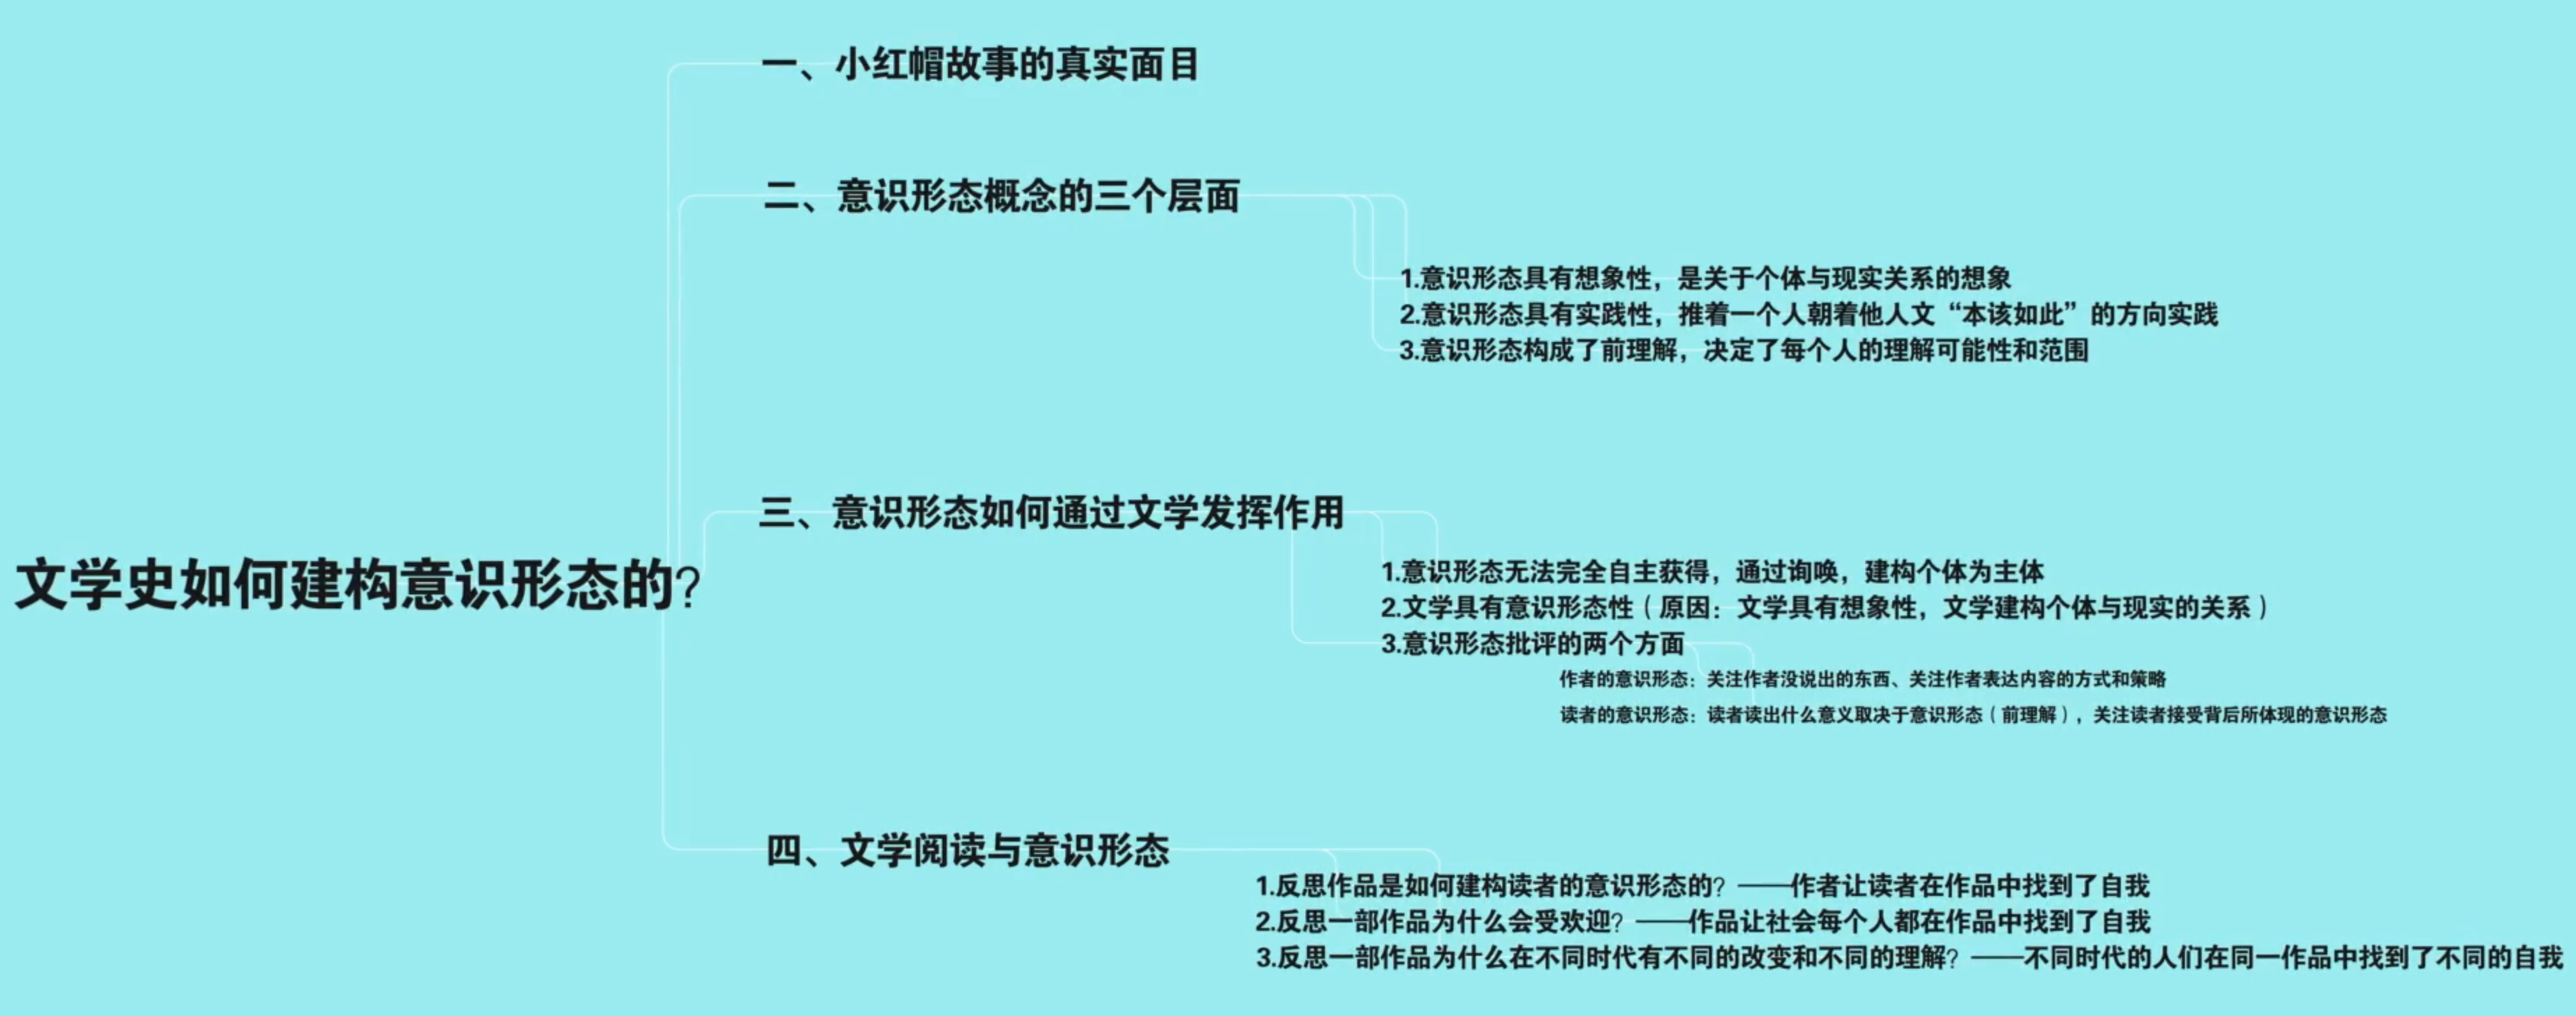 一、小红帽故事的真实面目
二、意识形态概念的三个层面
1.意识形态具有想象性，是关于个体与现实关系的想象
2.意识形态具有实践性，推着一个人朝着他人文“本该如此”的方向实践
3.意识形态构成了前理解，决定了每个人的理解可能性和范围
三、意识形态如何通过文学发挥作用
文学史如何建构意识形态的?
1.意识形态无法完全自主获得，通过询唤，建构个体为主体
2.文学具有意识形态性（原因：文学具有想象性，文学建构个体与现实的关系）
3.意识形态批评的两个方面
作者的意识形态：关注作者没说出的东西、关注作者表达内容的方式和策略
读者的意识形态：读者读出什么意义取决于意识形态（前理解），关注读者接受背后所体现的意识形态
四、文学阅读与意识形态
1.反思作品是如何建构读者的意识形态的? ——作者让读者在作品中找到了自我
2.反思一部作品为什么会受欢迎? ——作品让社会每个人都在作品中找到了自我
3.反思一部作品为什么在不同时代有不同的改变和不同的理解? ——不同时代的人们在同一作品中找到了不同的自我